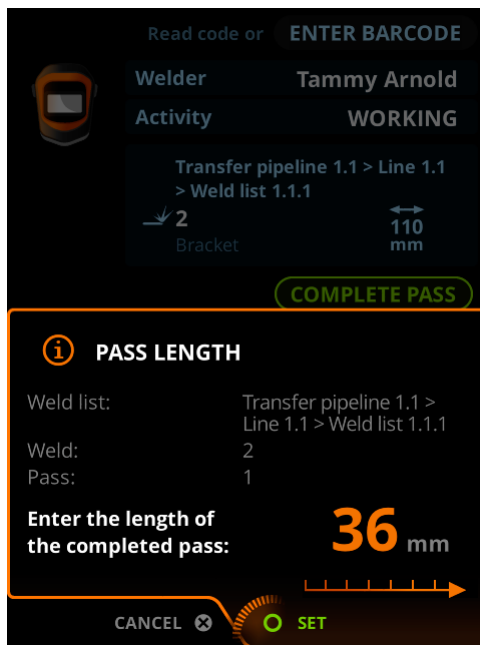 Read code or ENTER BARCODE
Welder Tammy Arnold
Activity WORKING
Transfer pipeline 1.1 > Line 1.1
> Weld list 1.1.1
2 110
Bracket mm
COMPLETE PASS
PASS LENGTH
Weld list: Transfer pipeline 1.1 >
Line 1.1 > Weld list 1.1.1
Weld: 2
Pass: 1
Enter the length of
the completed pass: 36 mm
CANCEL SET